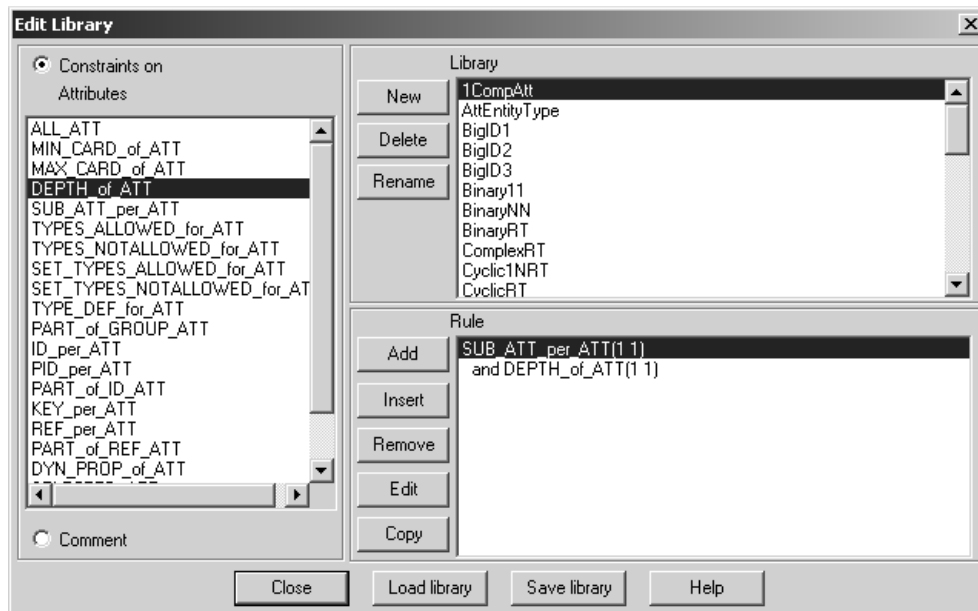 Edit Library
Constraints on
Attributes
ALL_ATT
MIN_CARD_of_ATT
MAX_CARD_of_ATT
DEPTH_of_ATT
SUB_ATT_per_ATT
TYPES_ALLOWED_for_ATT
TYPES_NOTALLOWED_for_ATT
SET_TYPES_ALLOWED_for_ATT
SET_TYPES_NOTALLOWED_for_AT
TYPE_DEF_for_ATT
PART_of_GROUP_ATT
ID_per_ATT
PID_per_ATT
PART_of_ID_ATT
KEY_per_ATT
REF_per_ATT
PART_of_REF_ATT
DYN_PROP_of_ATT
Comment
Library
New
Delete
Rename
1CompAtt
AttEntityType
BigID1
BigID2
BigID3
Binary11
BinaryNN
BinaryRT
ComplexRT
Cyclic1NRT
CyclicRT
Rule
Add
Insert
Remove
Edit
Copy
SUB_ATT_per_ATT(1 1)
and DEPTH_of_ATT(1 1)
Close
Load library
Save library
Help